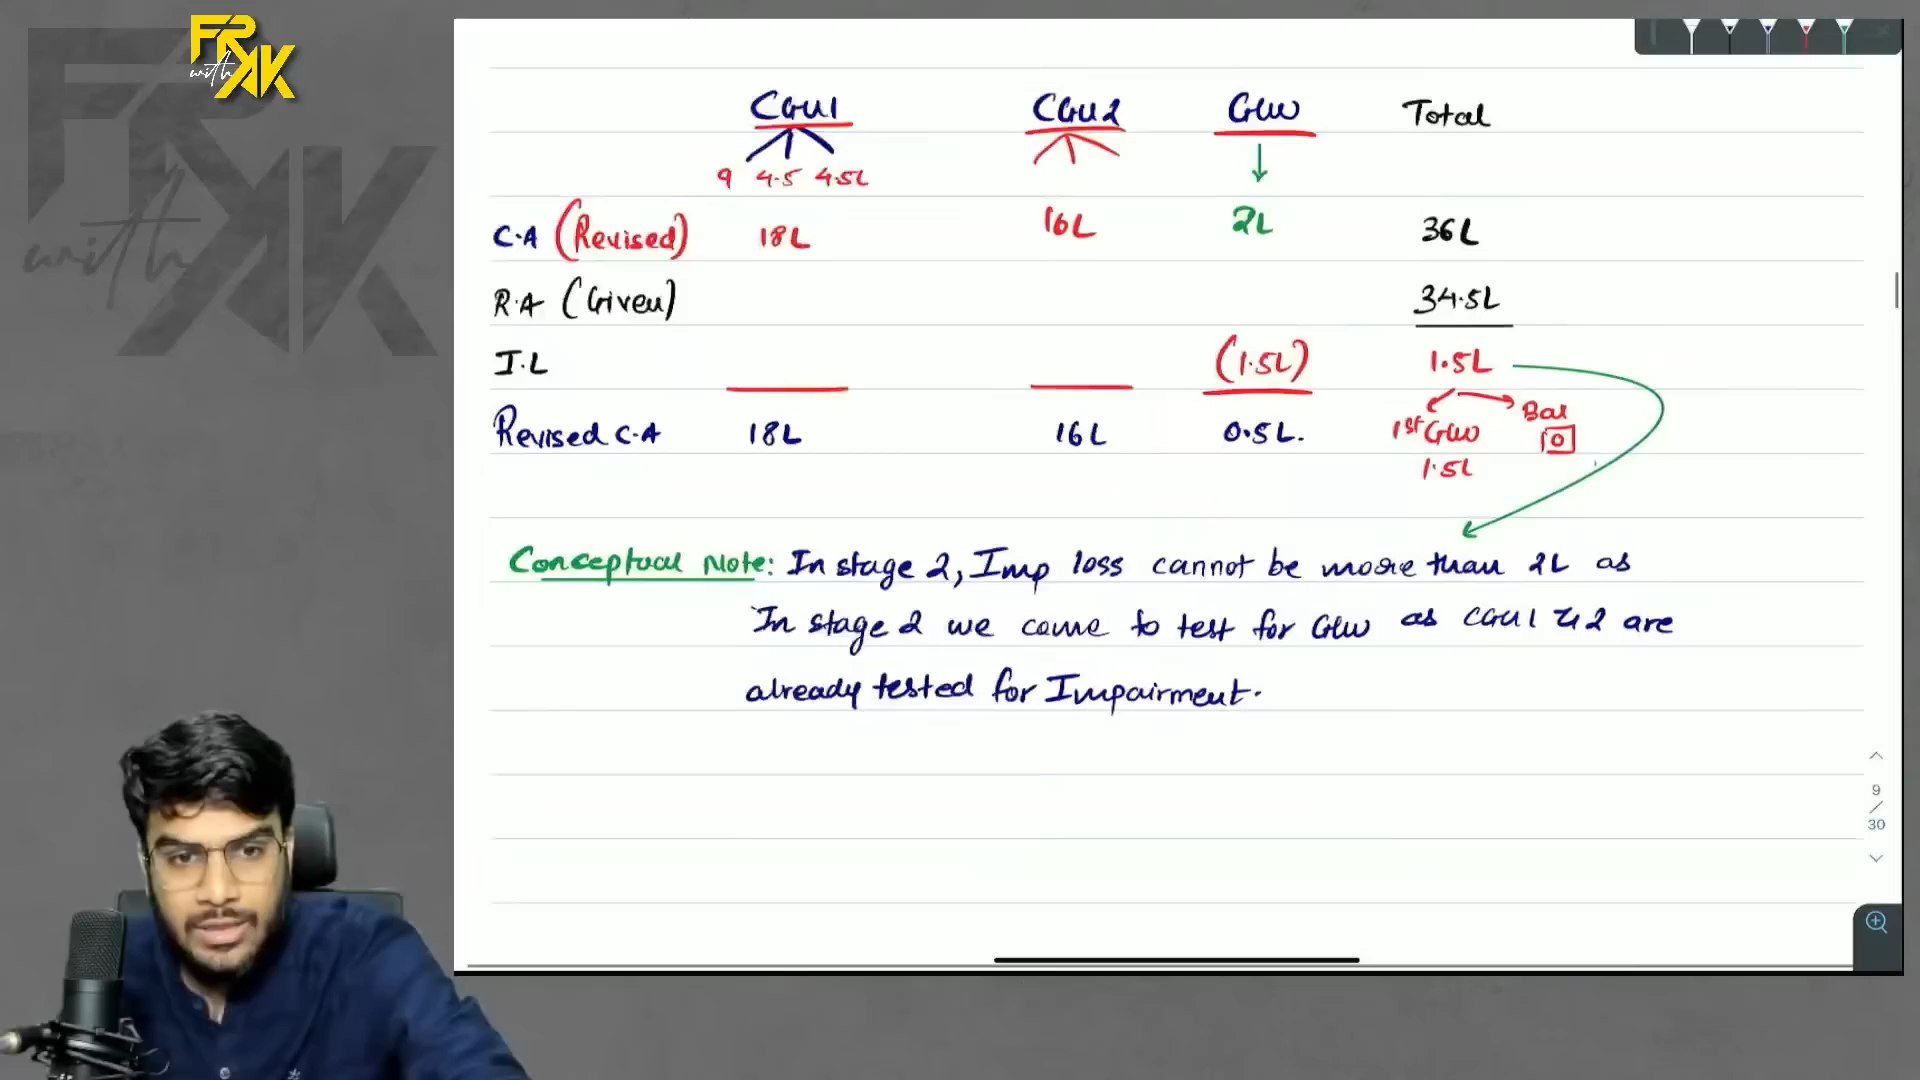 FR
with AK
CGU1 CGU2 GW Total
9 4.5 4.5L
C.A (Revised) 18L 16L 2L 36L
R.A (Given) 34.5L
I.L (1.5L) 1.5L
Bal
Revised C.A 18L 16L 0.5L. 1st GW 0
1.5L
Conceptual Note: In stage 2, Imp loss cannot be more than 2L as
In stage 2 we came to test for GW as CGU1 & 2 are
already tested for Impairment.
9
/
30